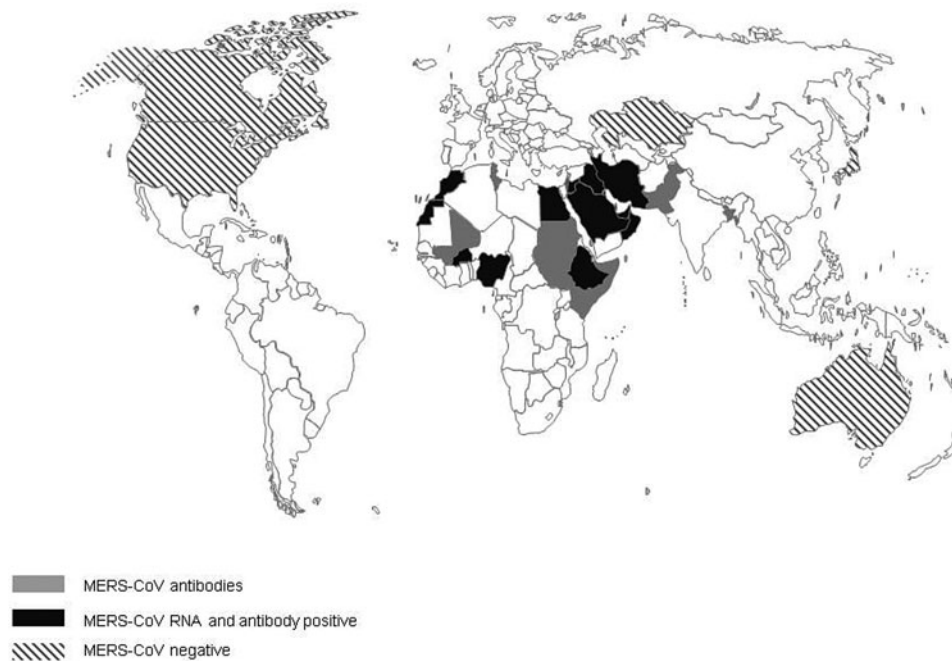 MERS-CoV antibodies
MERS-CoV RNA and antibody positive
MERS-CoV negative